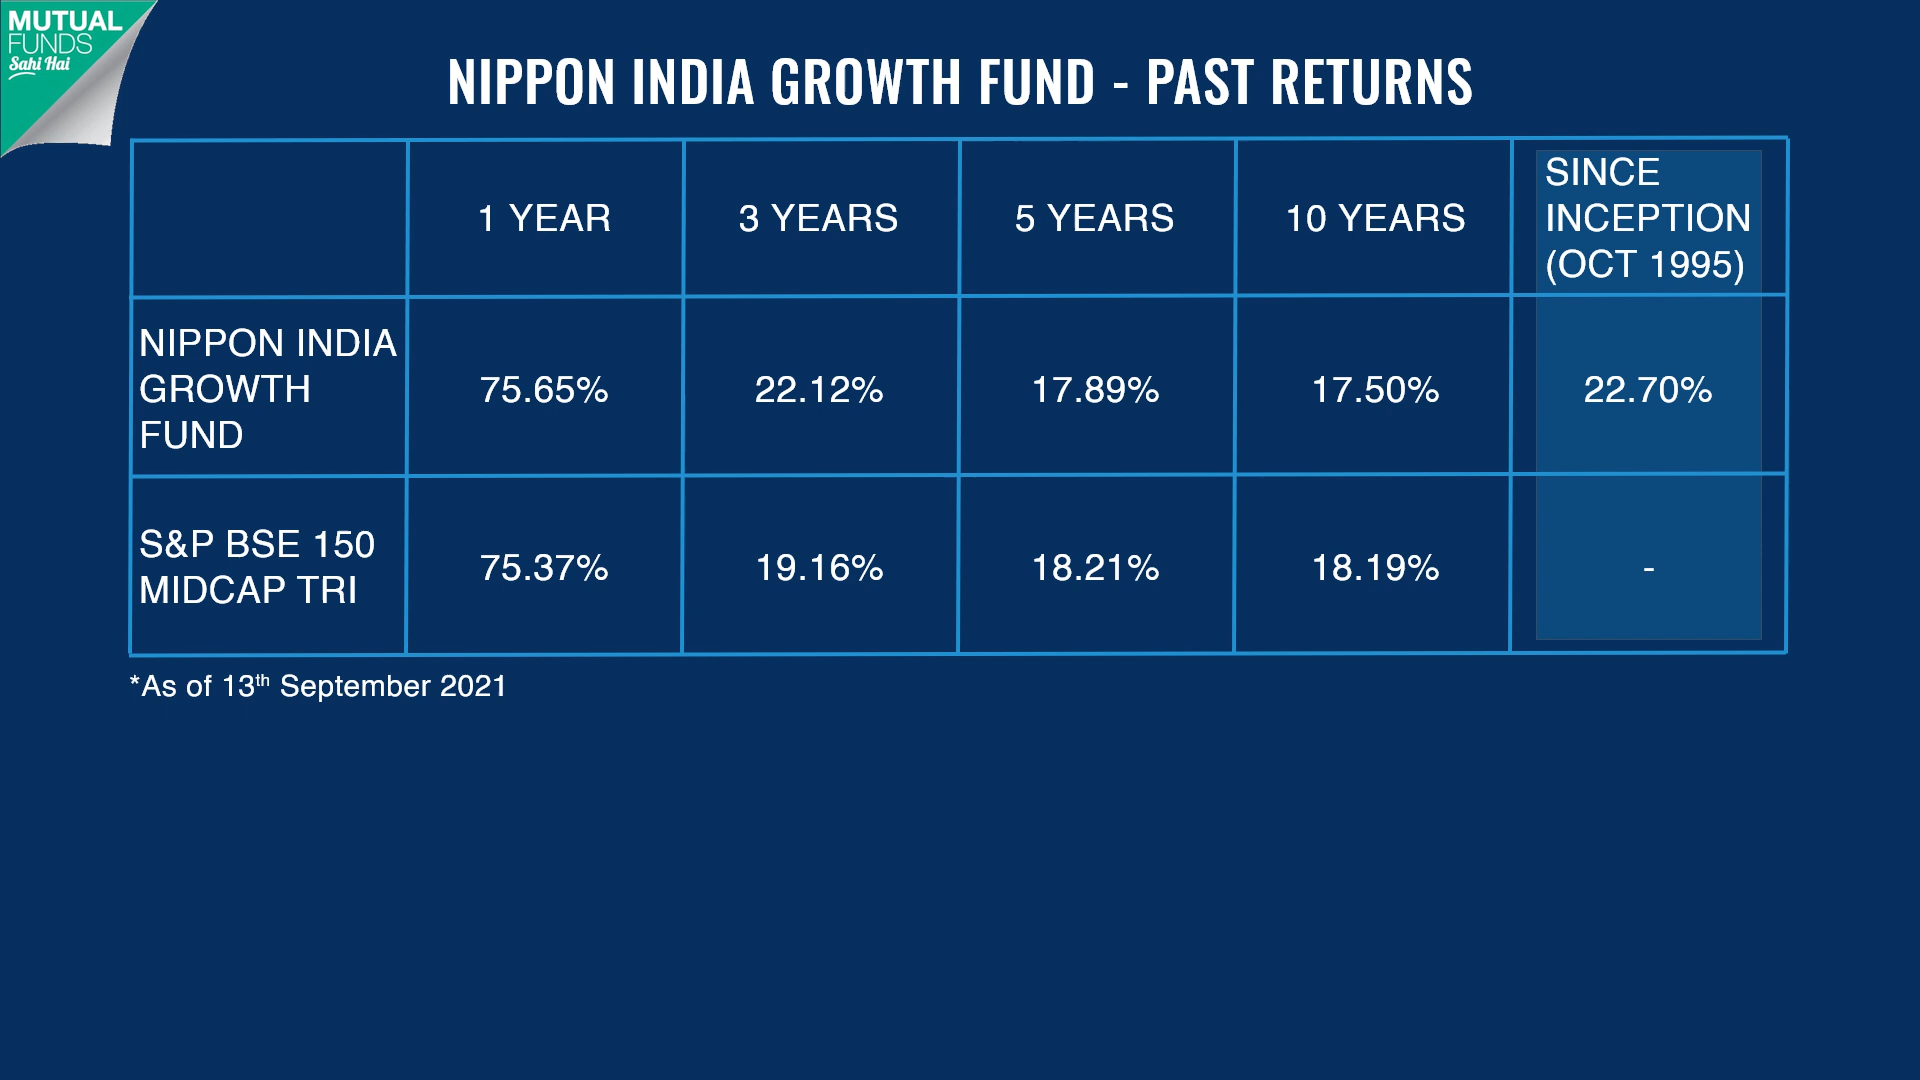 MUTUAL
FUNDS
Sahi Hai
NIPPON INDIA GROWTH FUND - PAST RETURNS
1 YEAR
3 YEARS
5 YEARS
10 YEARS
SINCE
INCEPTION
(OCT 1995)
NIPPON INDIA
GROWTH
FUND
75.65%
22.12%
17.89%
17.50%
22.70%
S&P BSE 150
MIDCAP TRI
75.37%
19.16%
18.21%
18.19%
-
*As of 13th September 2021